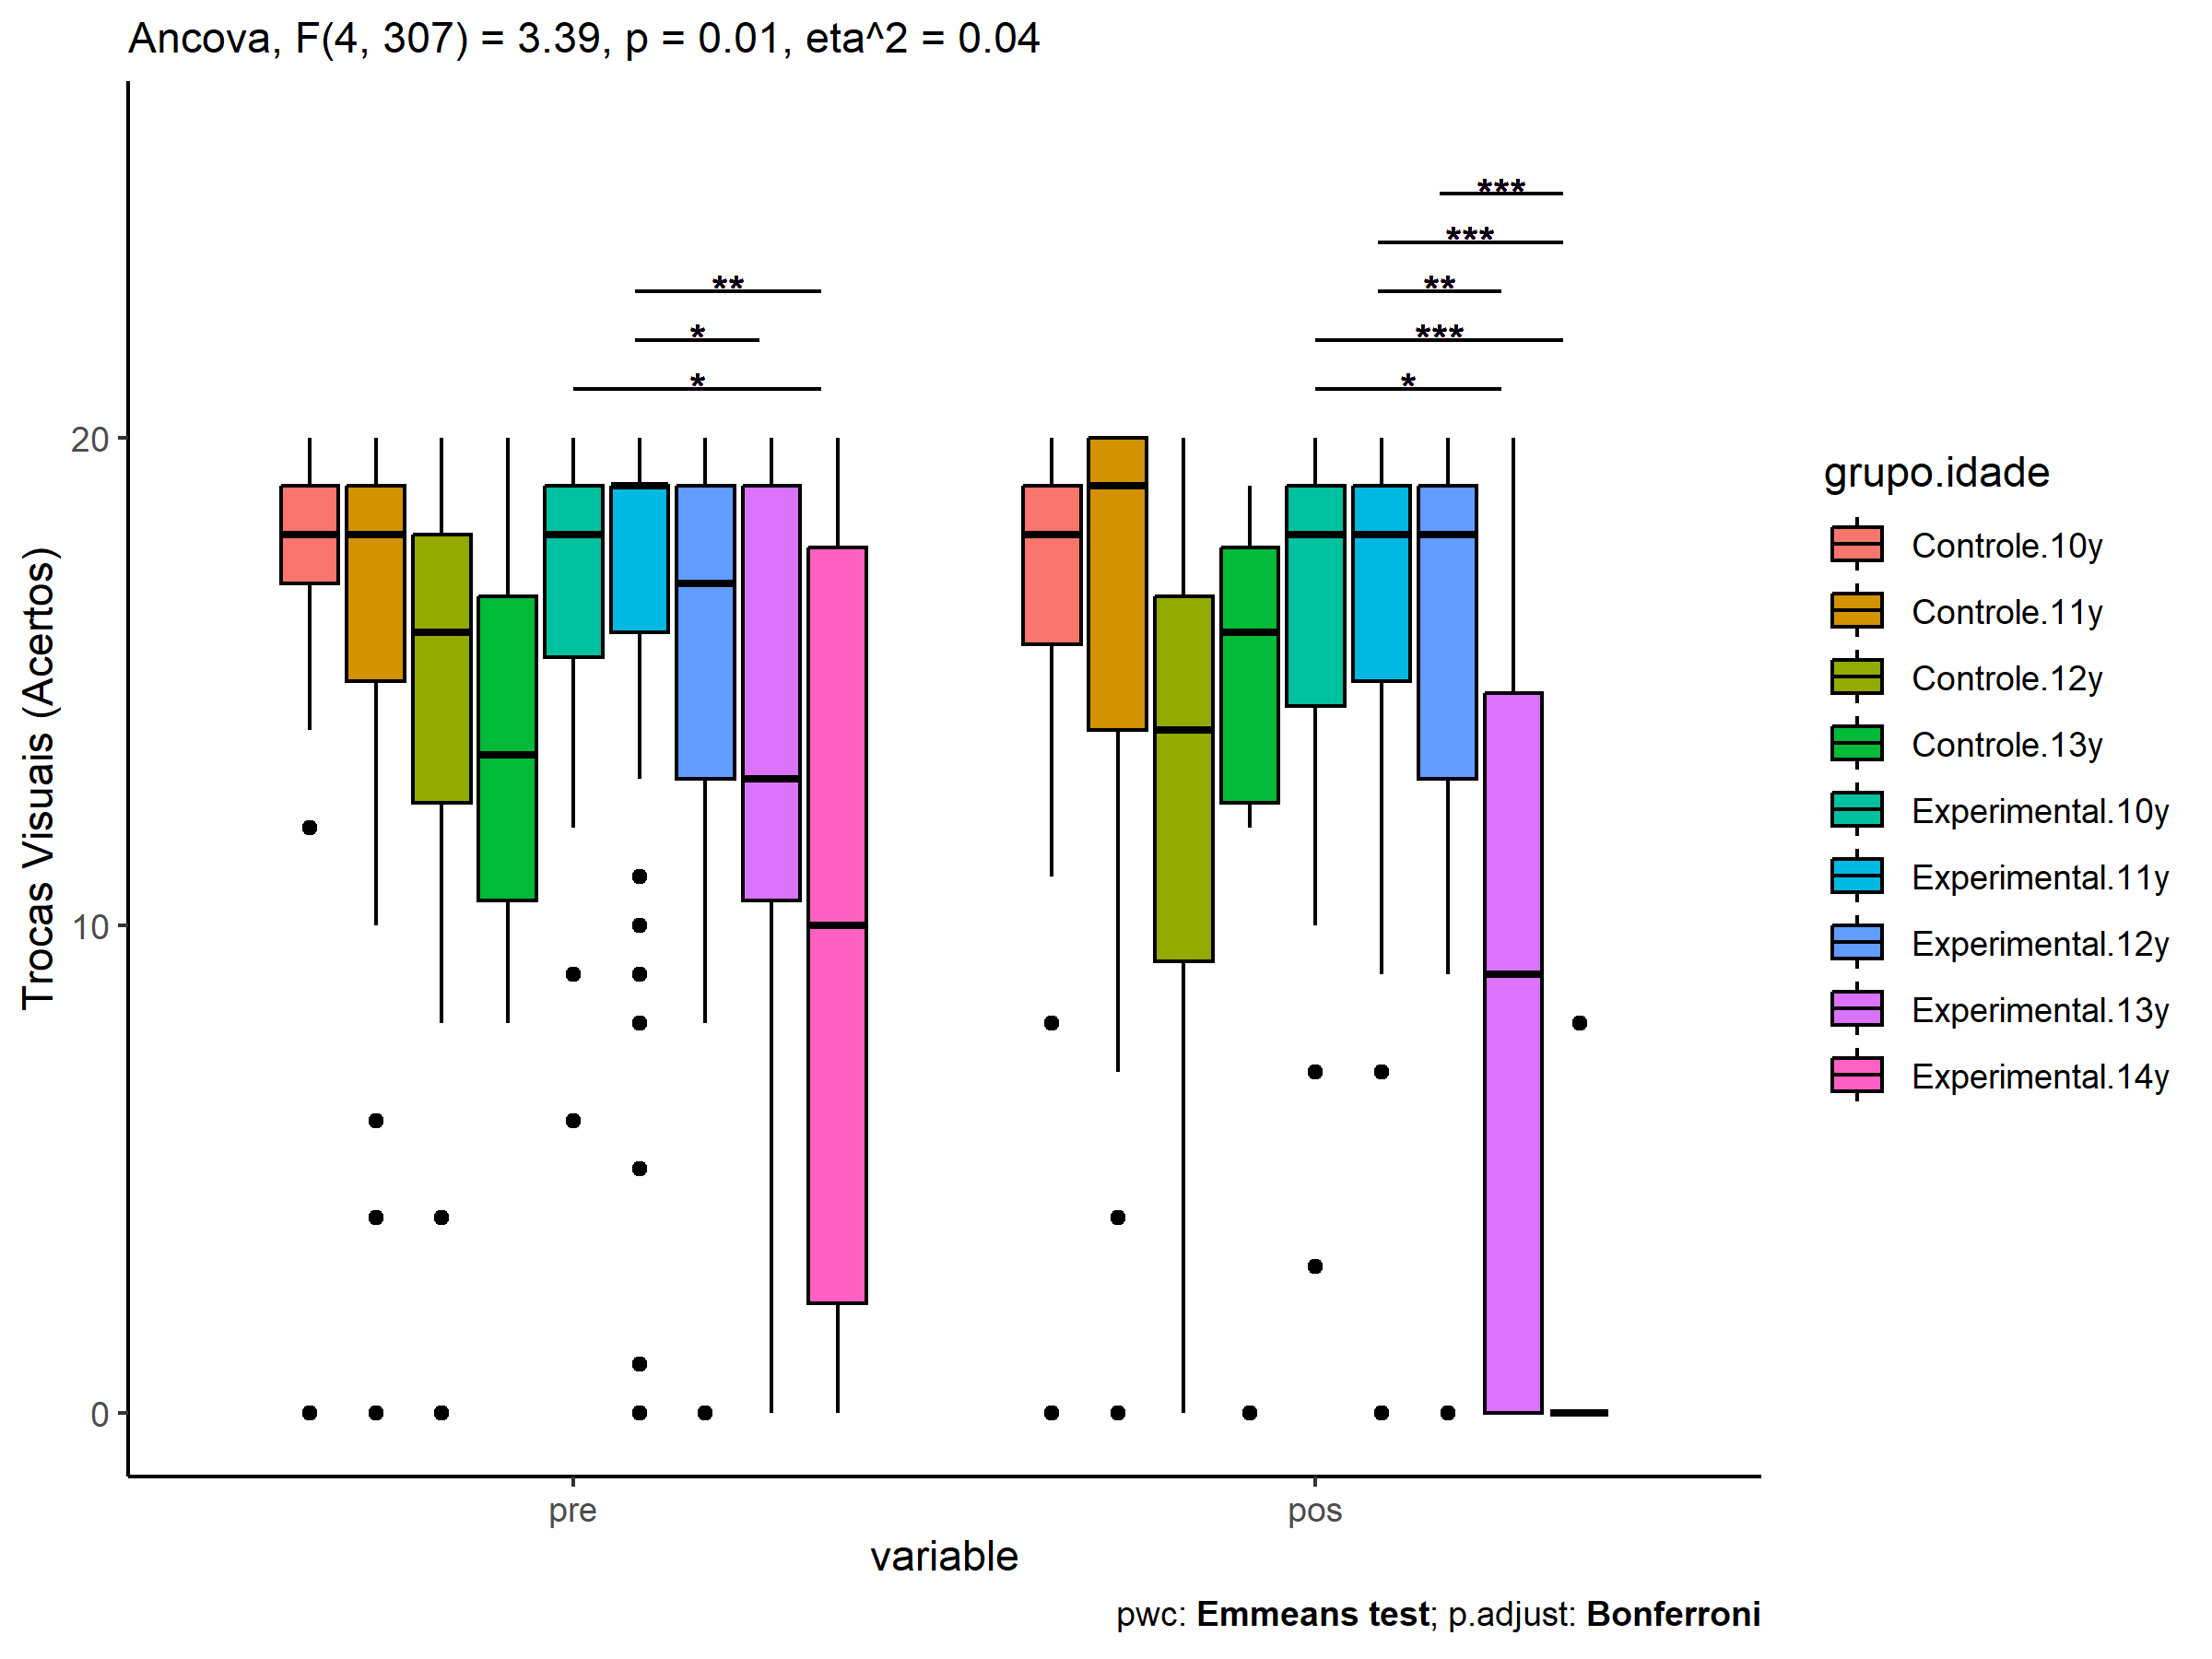 Ancova, F(4, 307) = 3.39, p = 0.01, eta^2 = 0.04
***
***
**
**
*
***
*
*
20
10
0
Trocas Visuais (Acertos)
pre
pos
variable
grupo.idade
Controle.10y
Controle.11y
Controle.12y
Controle.13y
Experimental.10y
Experimental.11y
Experimental.12y
Experimental.13y
Experimental.14y
pwc: Emmeans test; p.adjust: Bonferroni